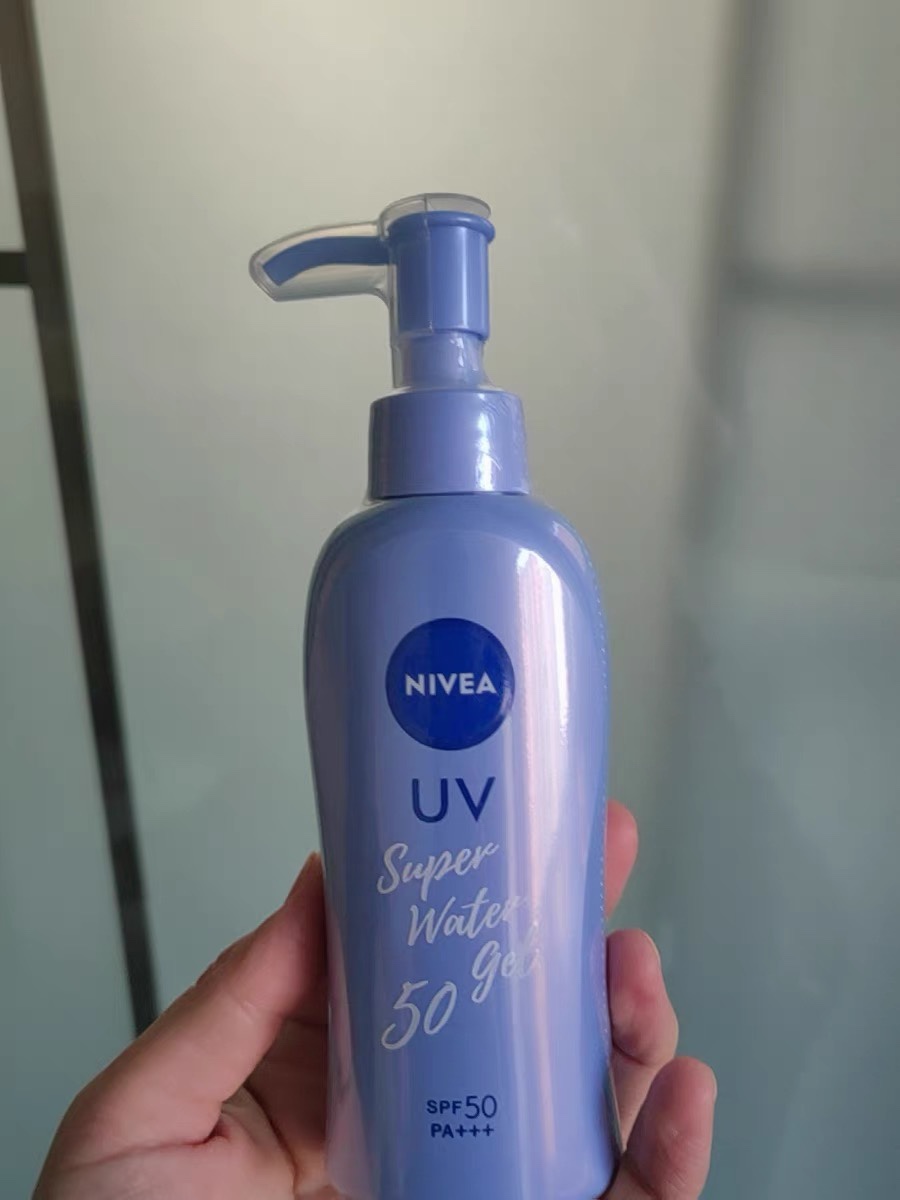 NIVEA
UV
Super
Water
Gel
50
SPF50
PA+++